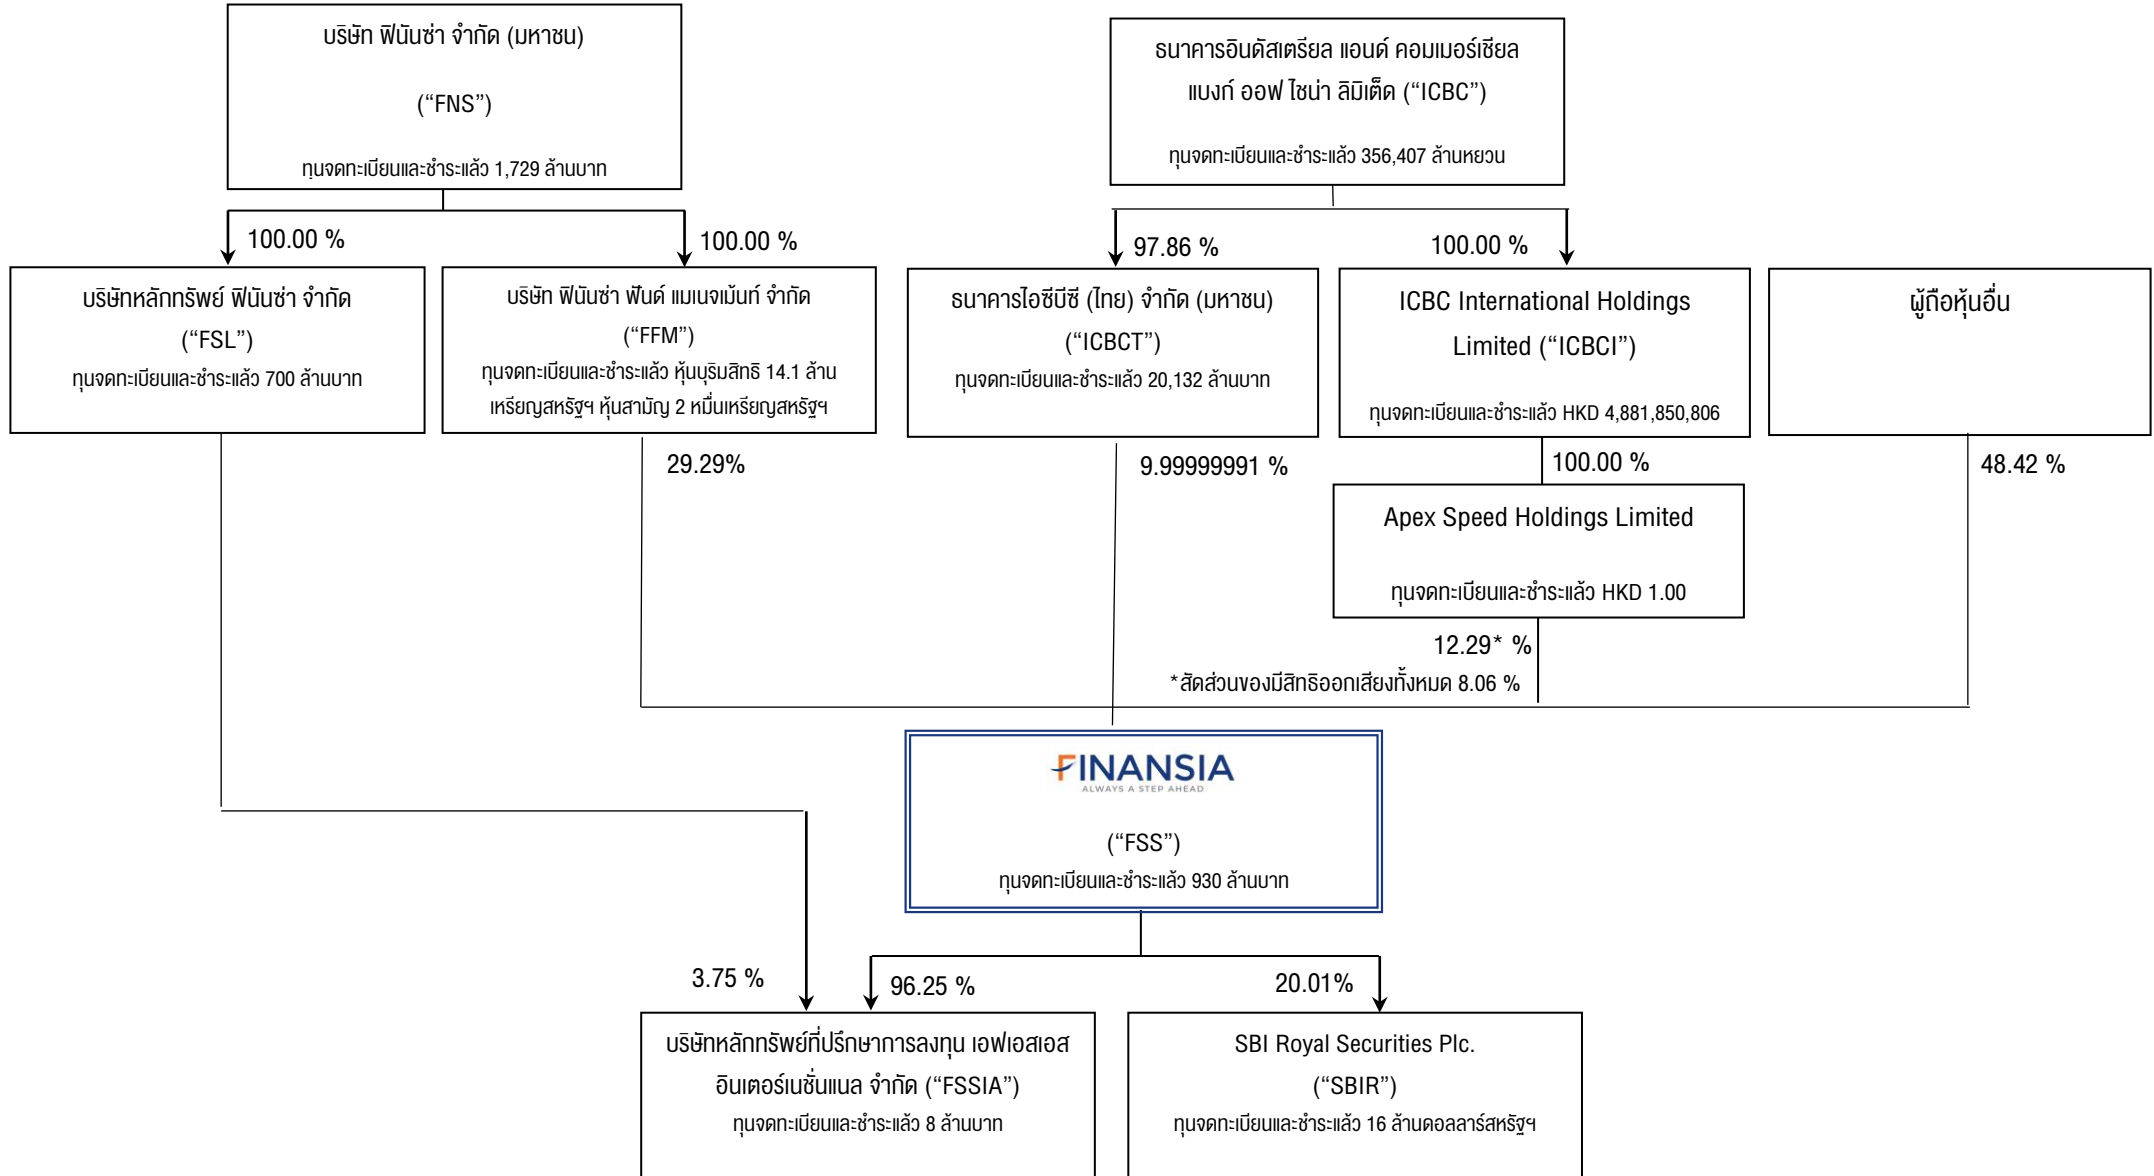 บริษัท ฟินันซ่า จำกัด (มหาชน)
(“FNS”)
ทุนจดทะเบียนและชำระแล้ว 1,729 ล้านบาท
ธนาคารอินดัสเตรียล แอนด์ คอมเมอร์เชียล
แบงก์ ออฟ ไชน่า ลิมิเต็ด (“ICBC”)
ทุนจดทะเบียนและชำระแล้ว 356,407 ล้านหยวน
100.00 %
100.00 %
97.86 %
100.00 %
บริษัทหลักทรัพย์ ฟินันซ่า จำกัด
(“FSL”)
ทุนจดทะเบียนและชำระแล้ว 700 ล้านบาท
บริษัท ฟินันซ่า ฟันด์ แมเนจเม้นท์ จำกัด
(“FFM”)
ทุนจดทะเบียนและชำระแล้ว หุ้นบุริมสิทธิ 14.1 ล้าน
เหรียญสหรัฐฯ หุ้นสามัญ 2 หมื่นเหรียญสหรัฐฯ
ธนาคารไอซีบีซี (ไทย) จำกัด (มหาชน)
(“ICBCT”)
ทุนจดทะเบียนและชำระแล้ว 20,132 ล้านบาท
ICBC International Holdings
Limited (“ICBCI”)
ทุนจดทะเบียนและชำระแล้ว HKD 4,881,850,806
ผู้ถือหุ้นอื่น
29.29%
9.99999991 %
100.00 %
48.42 %
Apex Speed Holdings Limited
ทุนจดทะเบียนและชำระแล้ว HKD 1.00
12.29* %
*สัดส่วนของมีสิทธิออกเสียงทั้งหมด 8.06 %
FINANSIA
ALWAYS A STEP AHEAD
(“FSS”)
ทุนจดทะเบียนและชำระแล้ว 930 ล้านบาท
3.75 %
96.25 %
20.01%
บริษัทหลักทรัพย์ที่ปรึกษาการลงทุน เอฟเอสเอส
อินเตอร์เนชั่นแนล จำกัด (“FSSIA”)
ทุนจดทะเบียนและชำระแล้ว 8 ล้านบาท
SBI Royal Securities Plc.
(“SBIR”)
ทุนจดทะเบียนและชำระแล้ว 16 ล้านดอลลาร์สหรัฐฯ